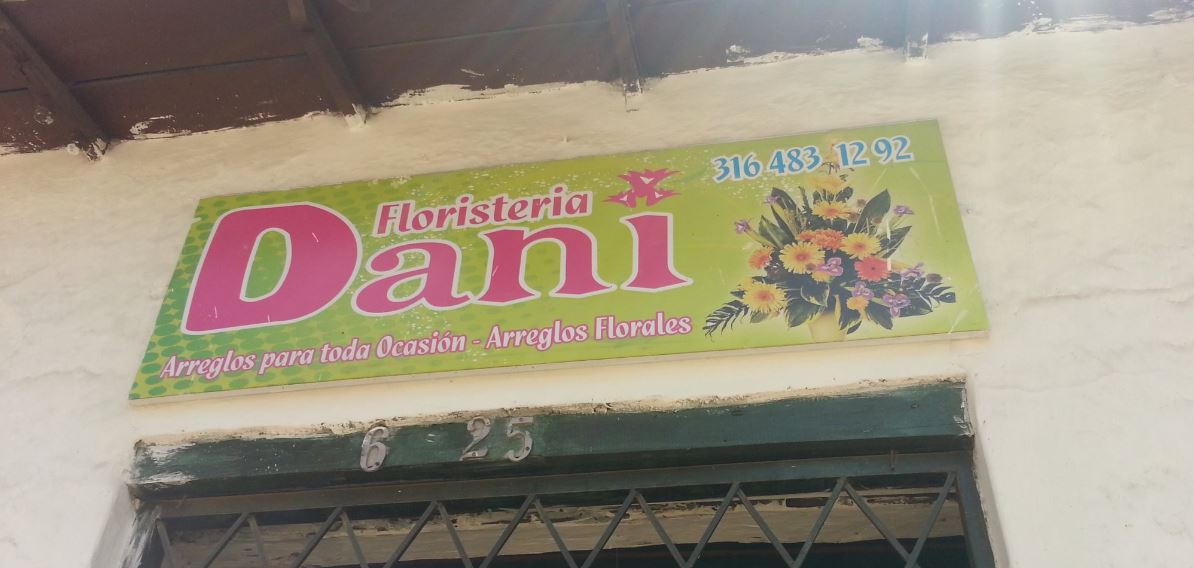 316 483 12 92
Floristeria
Dani
Arreglos para toda Ocasión - Arreglos Florales
6 25